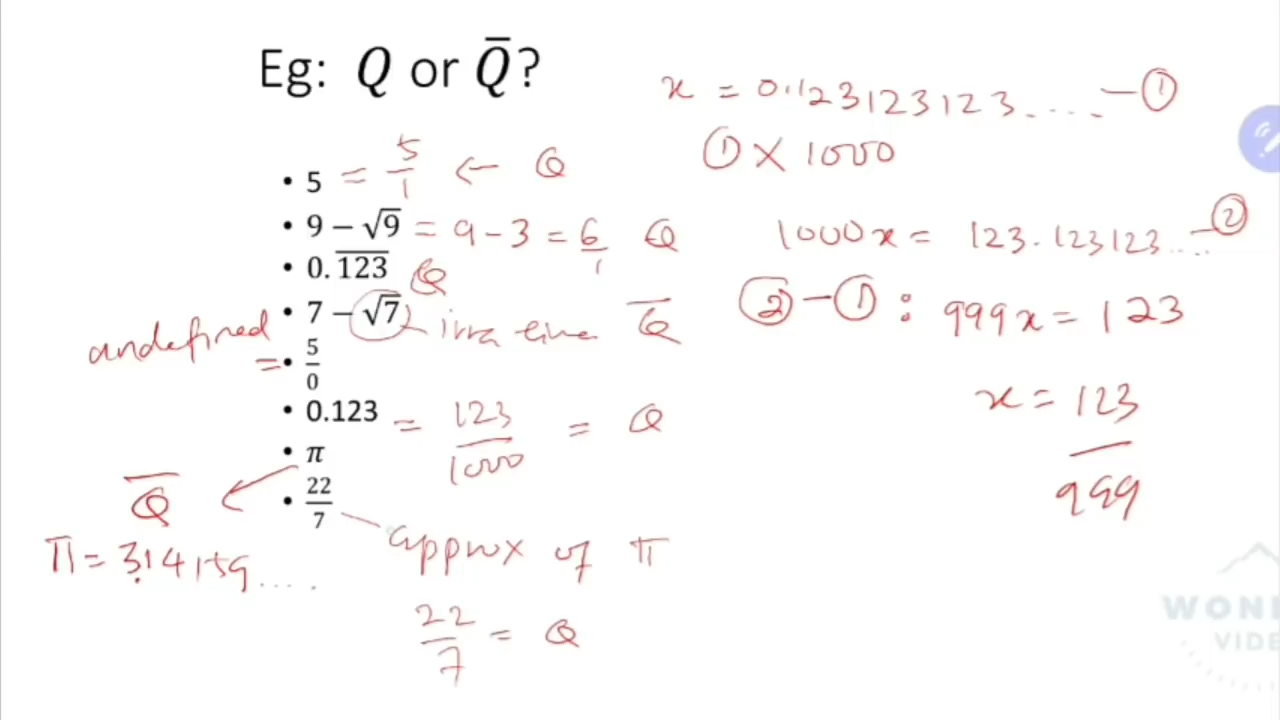 Eg: Q or Q̄?
x = 0.123123123..... — ①
① × 1000
• 5 = 5/1 ← Q
• 9 − √9 = 9 - 3 = 6/1 Q
1000x = 123.123123..... — ②
• 0.1̅2̅3̅ Q
② - ① : 999x = 123
• 7 − √7 Q̄
undefined = • 5/0
x = 123/999
• 0.123 = 123/1000 = Q
• π
Q̄
π = 3.14159.....
• 22/7 — approx of π
22/7 = Q
WOND
VIDE